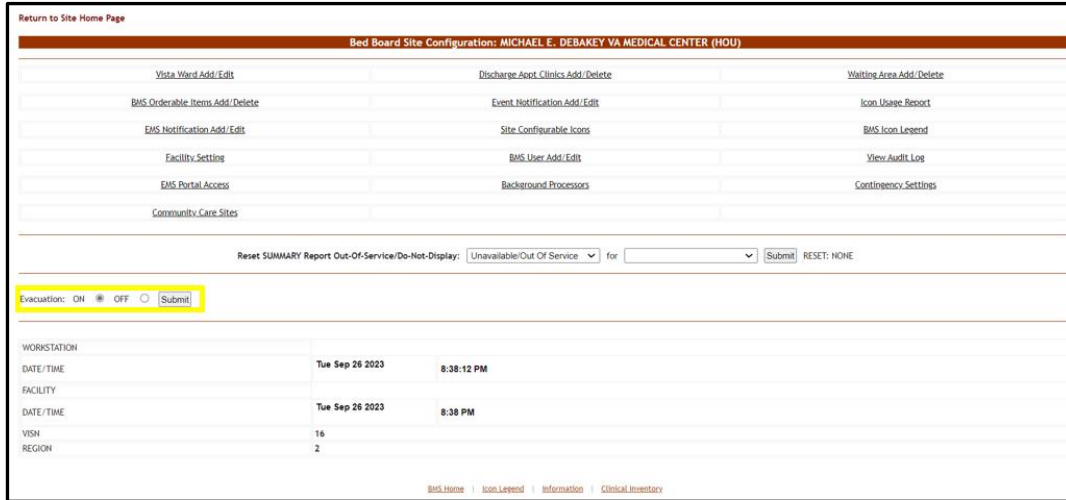 Return to Site Home Page
Bed Board Site Configuration: MICHAEL E. DEBAKEY VA MEDICAL CENTER (HOU)
Vista Ward Add/Edit Discharge Appt Clinics Add/Delete Waiting Area Add/Delete
BMS Orderable Items Add/Delete Event Notification Add/Edit Icon Usage Report
EMS Notification Add/Edit Site Configurable Icons BMS Icon Legend
Facility Setting BMS User Add/Edit View Audit Log
EMS Portal Access Background Processors Contingency Settings
Community Care Sites
Reset SUMMARY Report Out-Of-Service/Do-Not-Display: Unavailable/Out Of Service for Submit RESET: NONE
Evacuation: ON OFF Submit
WORKSTATION
DATE/TIME Tue Sep 26 2023 8:38:12 PM
FACILITY
DATE/TIME Tue Sep 26 2023 8:38 PM
VISN 16
REGION 2
BMS Home | Icon Legend | Information | Clinical Inventory